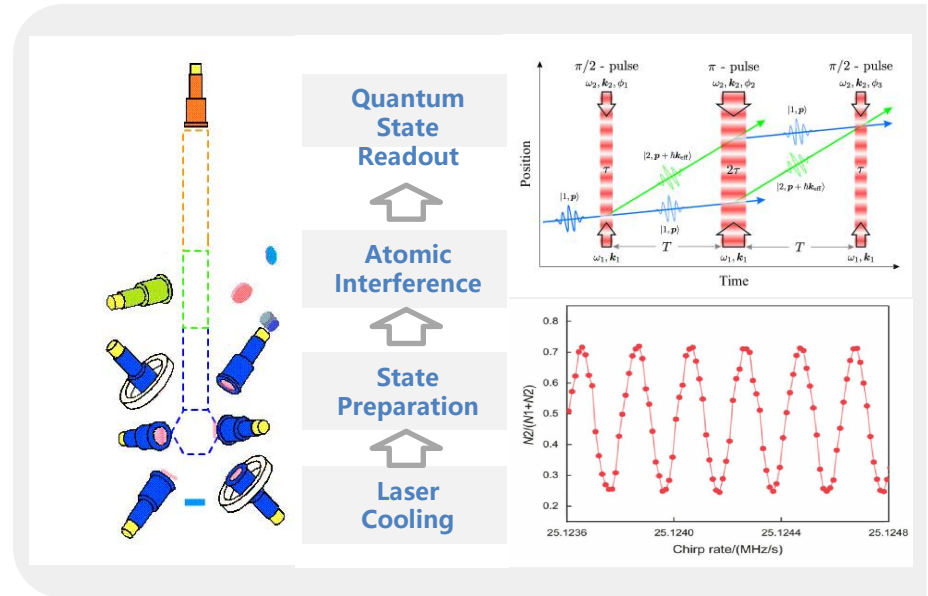 Quantum
State
Readout
Atomic
Interference
State
Preparation
Laser
Cooling
π/2 - pulse
π - pulse
π/2 - pulse
ω₂, k₂, ϕ₁
ω₂, k₂, ϕ₂
ω₂, k₂, ϕ₃
|1, p⟩
|2, p + ħk_eff⟩
τ
2τ
τ
|1, p⟩
|2, p + ħk_eff⟩
|1, p⟩
T
T
ω₁, k₁
ω₁, k₁
ω₁, k₁
Position
Time
0.8
0.7
0.6
0.5
0.4
0.3
0.2
N2/(N1+N2)
25.1236
25.1240
25.1244
25.1248
Chirp rate/(MHz/s)